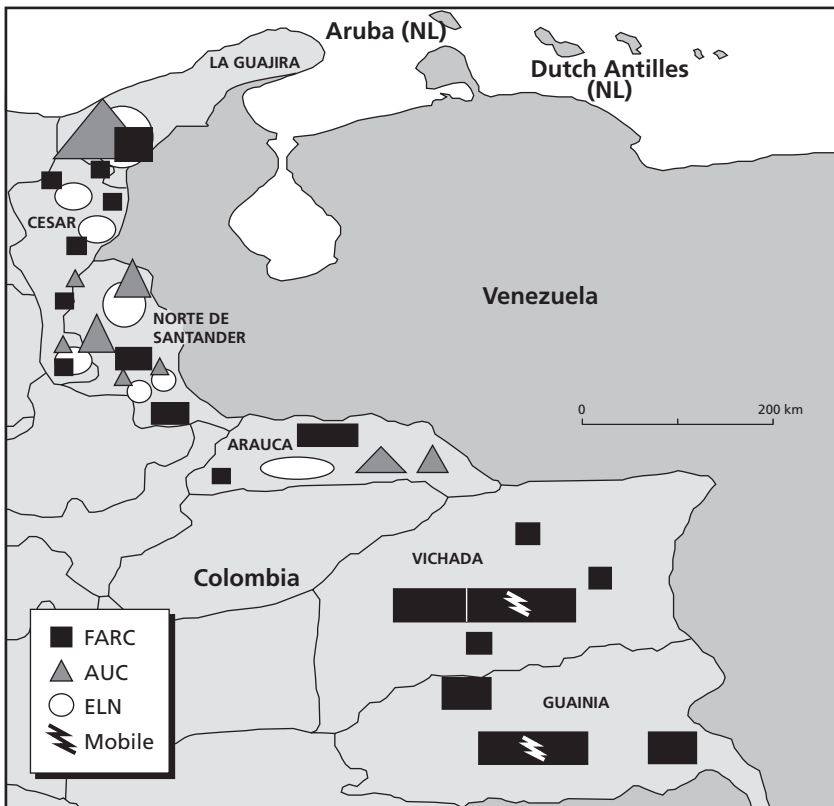 Aruba (NL)
LA GUAJIRA
Dutch Antilles
(NL)
CESAR
Venezuela
NORTE DE
SANTANDER
0 200 km
ARAUCA
VICHADA
Colombia
FARC
AUC
ELN
Mobile
GUAINIA